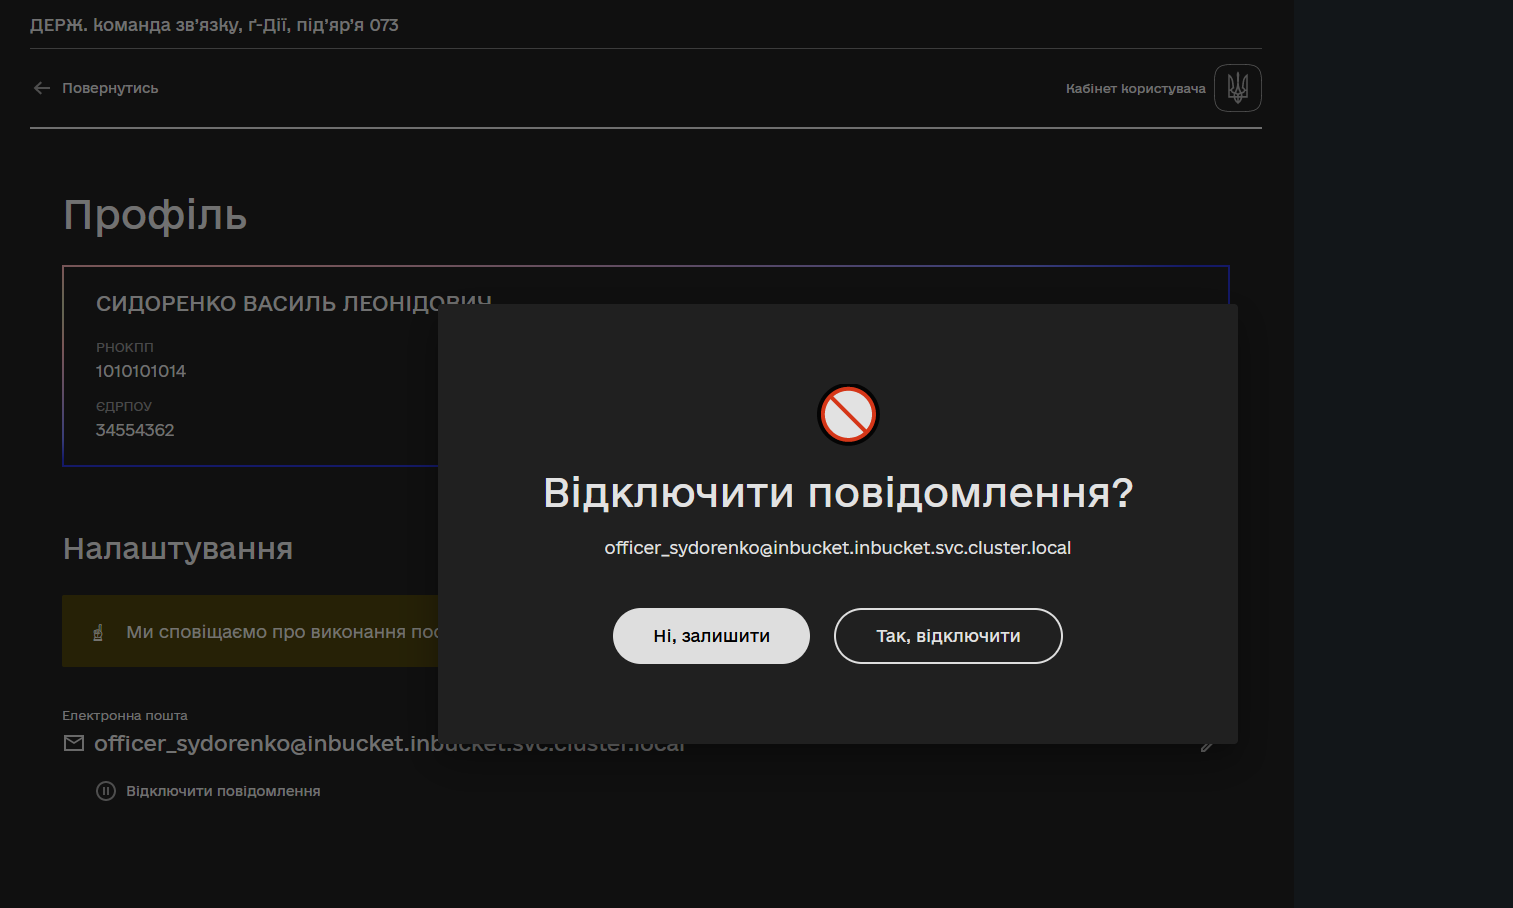 ДЕРЖ. команда зв'язку, ґ-Дії, під'яр'я 073
Повернутись
Кабінет користувача
Профіль
СИДОРЕНКО ВАСИЛЬ ЛЕОНІДОВИЧ
РНОКПП
1010101014
ЄДРПОУ
34554362
Відключити повідомлення?
officer_sydorenko@inbucket.inbucket.svc.cluster.local
Ні, залишити
Так, відключити
Налаштування
Ми сповіщаємо про виконання
Електронна пошта
officer_sydorenko@inbucket.inbucket.svc.cluster.local
Відключити повідомлення